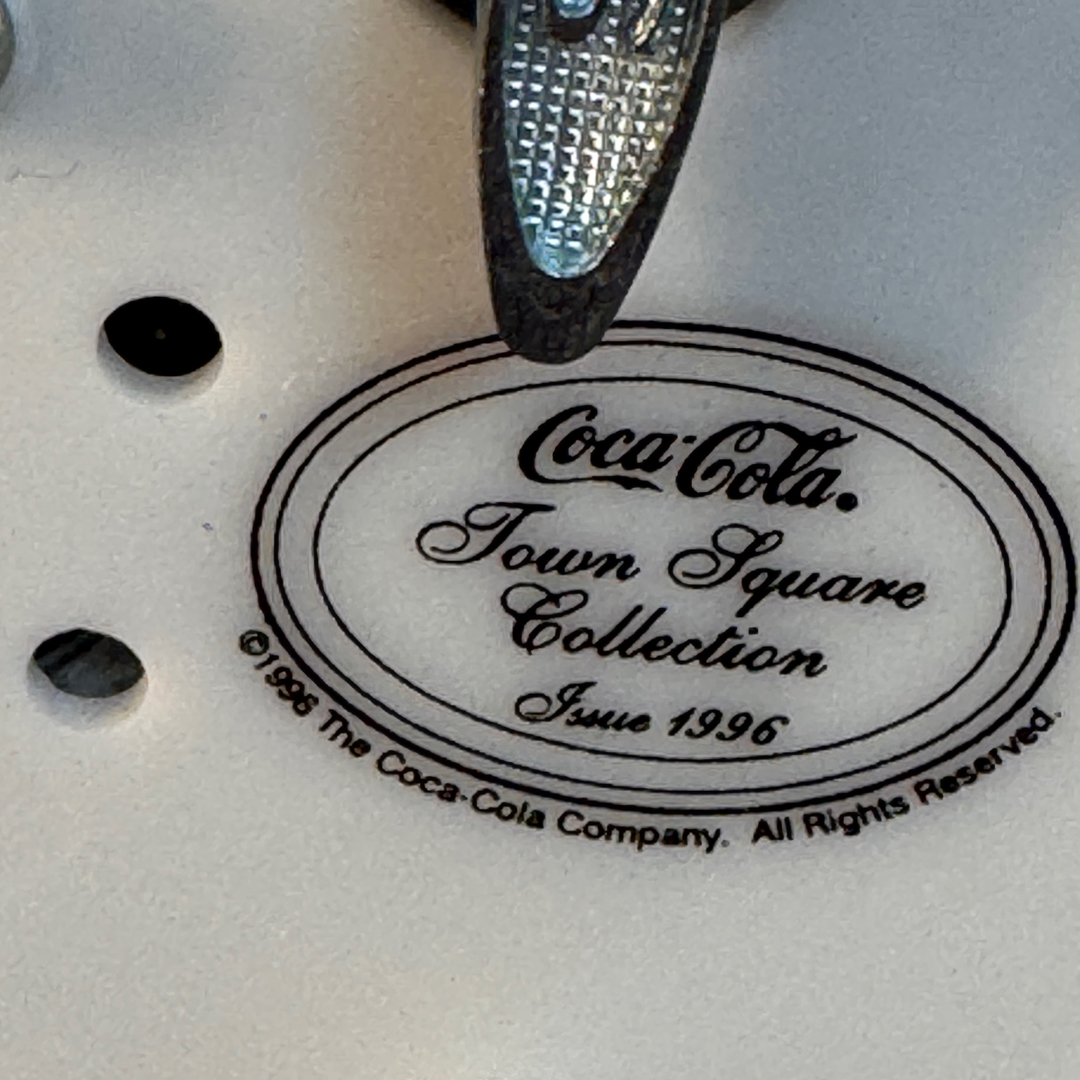 Coca-Cola.
Town Square
Collection
Issue 1996
©1996 The Coca-Cola Company. All Rights Reserved.